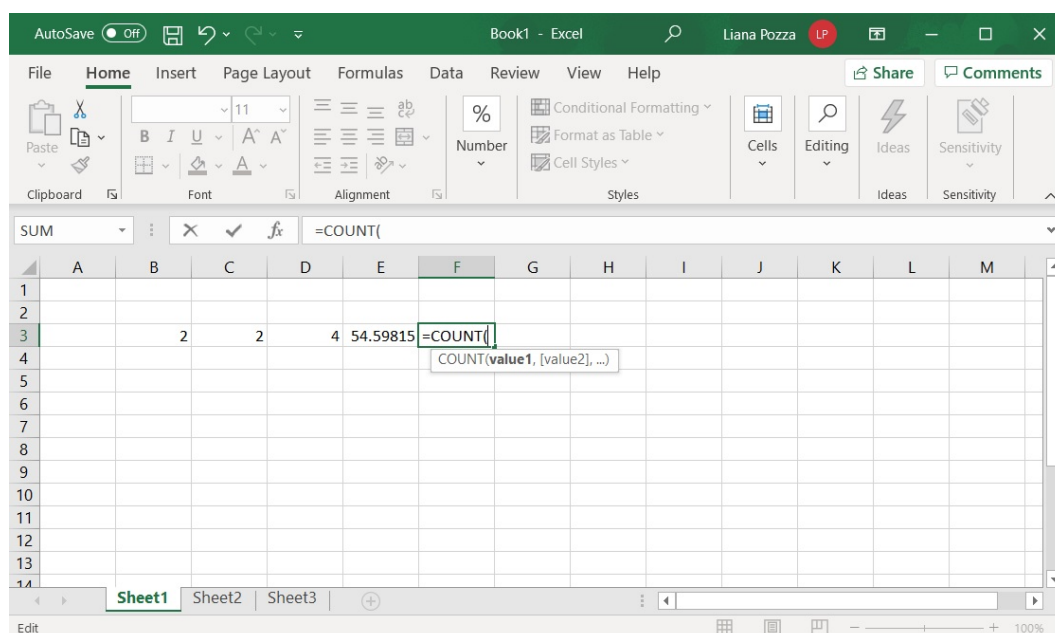 AutoSave Off Book1 - Excel Liana Pozza LP
File Home Insert Page Layout Formulas Data Review View Help Share Comments
11 ab % Conditional Formatting
B I U A A Format as Table
Paste Number Cells Editing Ideas Sensitivity
A Cell Styles
Clipboard Font Alignment Styles Ideas Sensitivity
SUM fx =COUNT(
A B C D E F G H I J K L M
1
2
3 2 2 4 54.59815 =COUNT(
4 COUNT(value1, [value2], ...)
5
6
7
8
9
10
11
12
13
14
Sheet1 Sheet2 Sheet3
Edit 100%